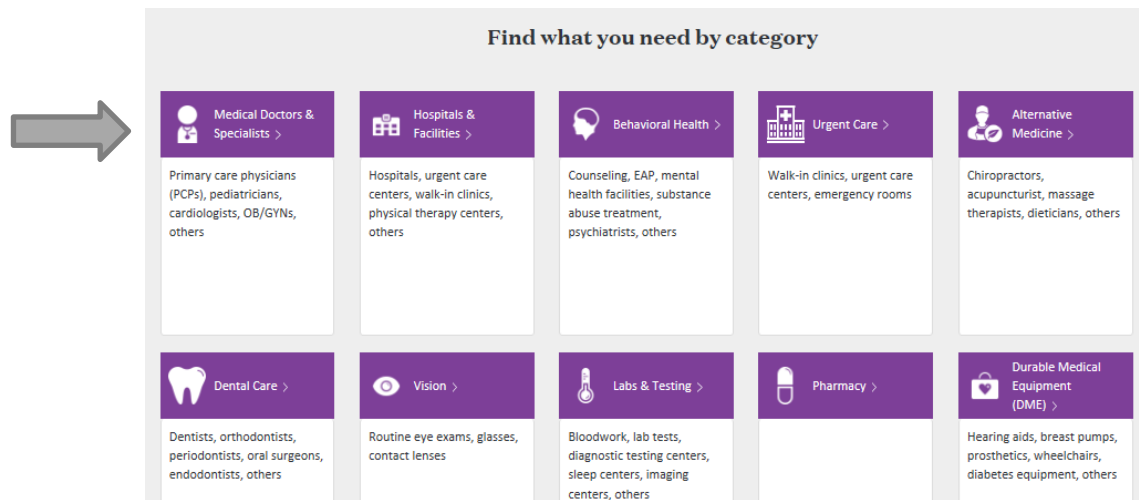 Find what you need by category
Medical Doctors &
Specialists >
Primary care physicians
(PCPs), pediatricians,
cardiologists, OB/GYNs,
others
Hospitals &
Facilities >
Hospitals, urgent care
centers, walk-in clinics,
physical therapy centers,
others
Behavioral Health >
Counseling, EAP, mental
health facilities, substance
abuse treatment,
psychiatrists, others
Urgent Care >
Walk-in clinics, urgent care
centers, emergency rooms
Alternative
Medicine >
Chiropractors,
acupuncturist, massage
therapists, dieticians, others
Dental Care >
Dentists, orthodontists,
periodontists, oral surgeons,
endodontists, others
Vision >
Routine eye exams, glasses,
contact lenses
Labs & Testing >
Bloodwork, lab tests,
diagnostic testing centers,
sleep centers, imaging
centers, others
Pharmacy >
Durable Medical
Equipment
(DME) >
Hearing aids, breast pumps,
prosthetics, wheelchairs,
diabetes equipment, others